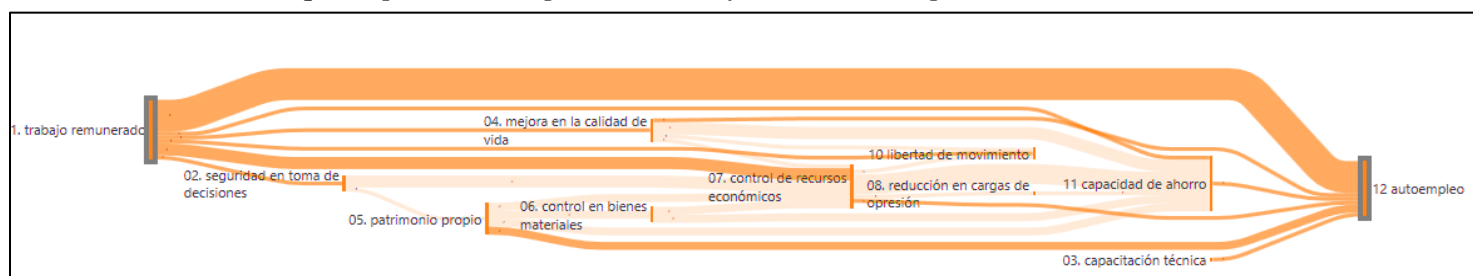 1. trabajo remunerado
04. mejora en la calidad de
vida
10 libertad de movimiento
02. seguridad en toma de
decisiones
07. control de recursos
económicos
08. reducción en cargas de
opresión
11 capacidad de ahorro
12 autoempleo
05. patrimonio propio
06. control en bienes
materiales
03. capacitación técnica